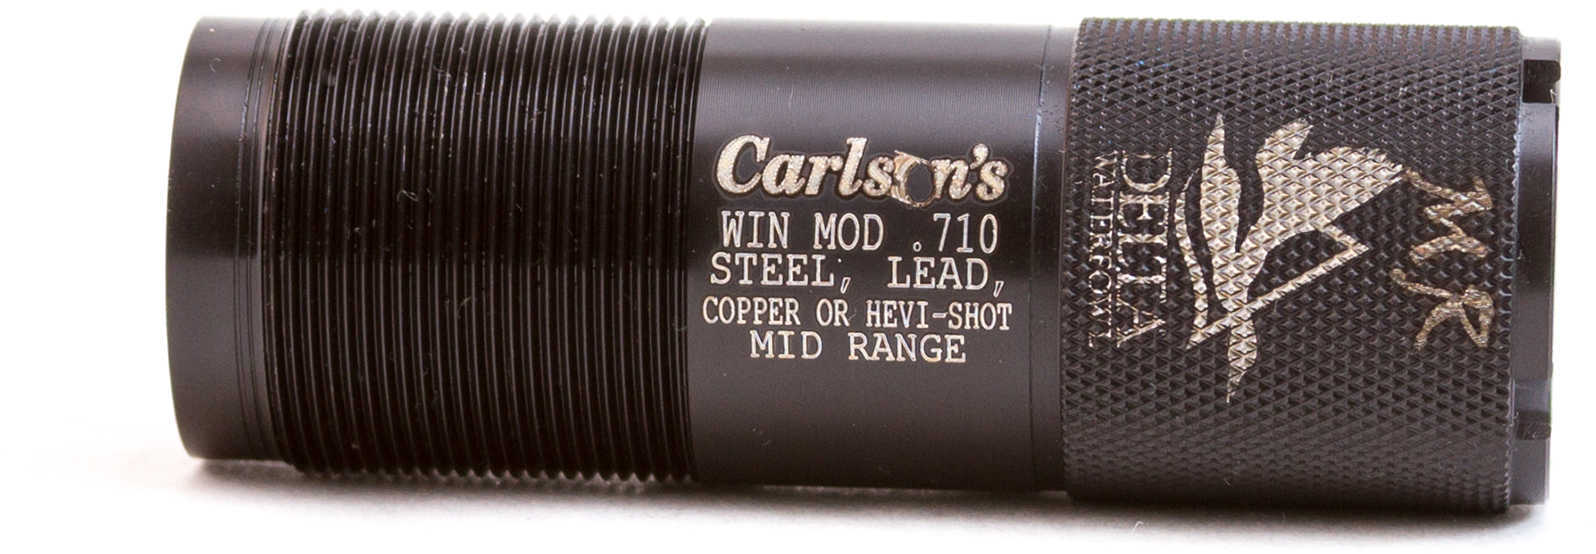 Carlson's
WIN MOD .710
STEEL, LEAD,
COPPER OR HEVI-SHOT
MID RANGE
DELTA
WATERFOWL
MR